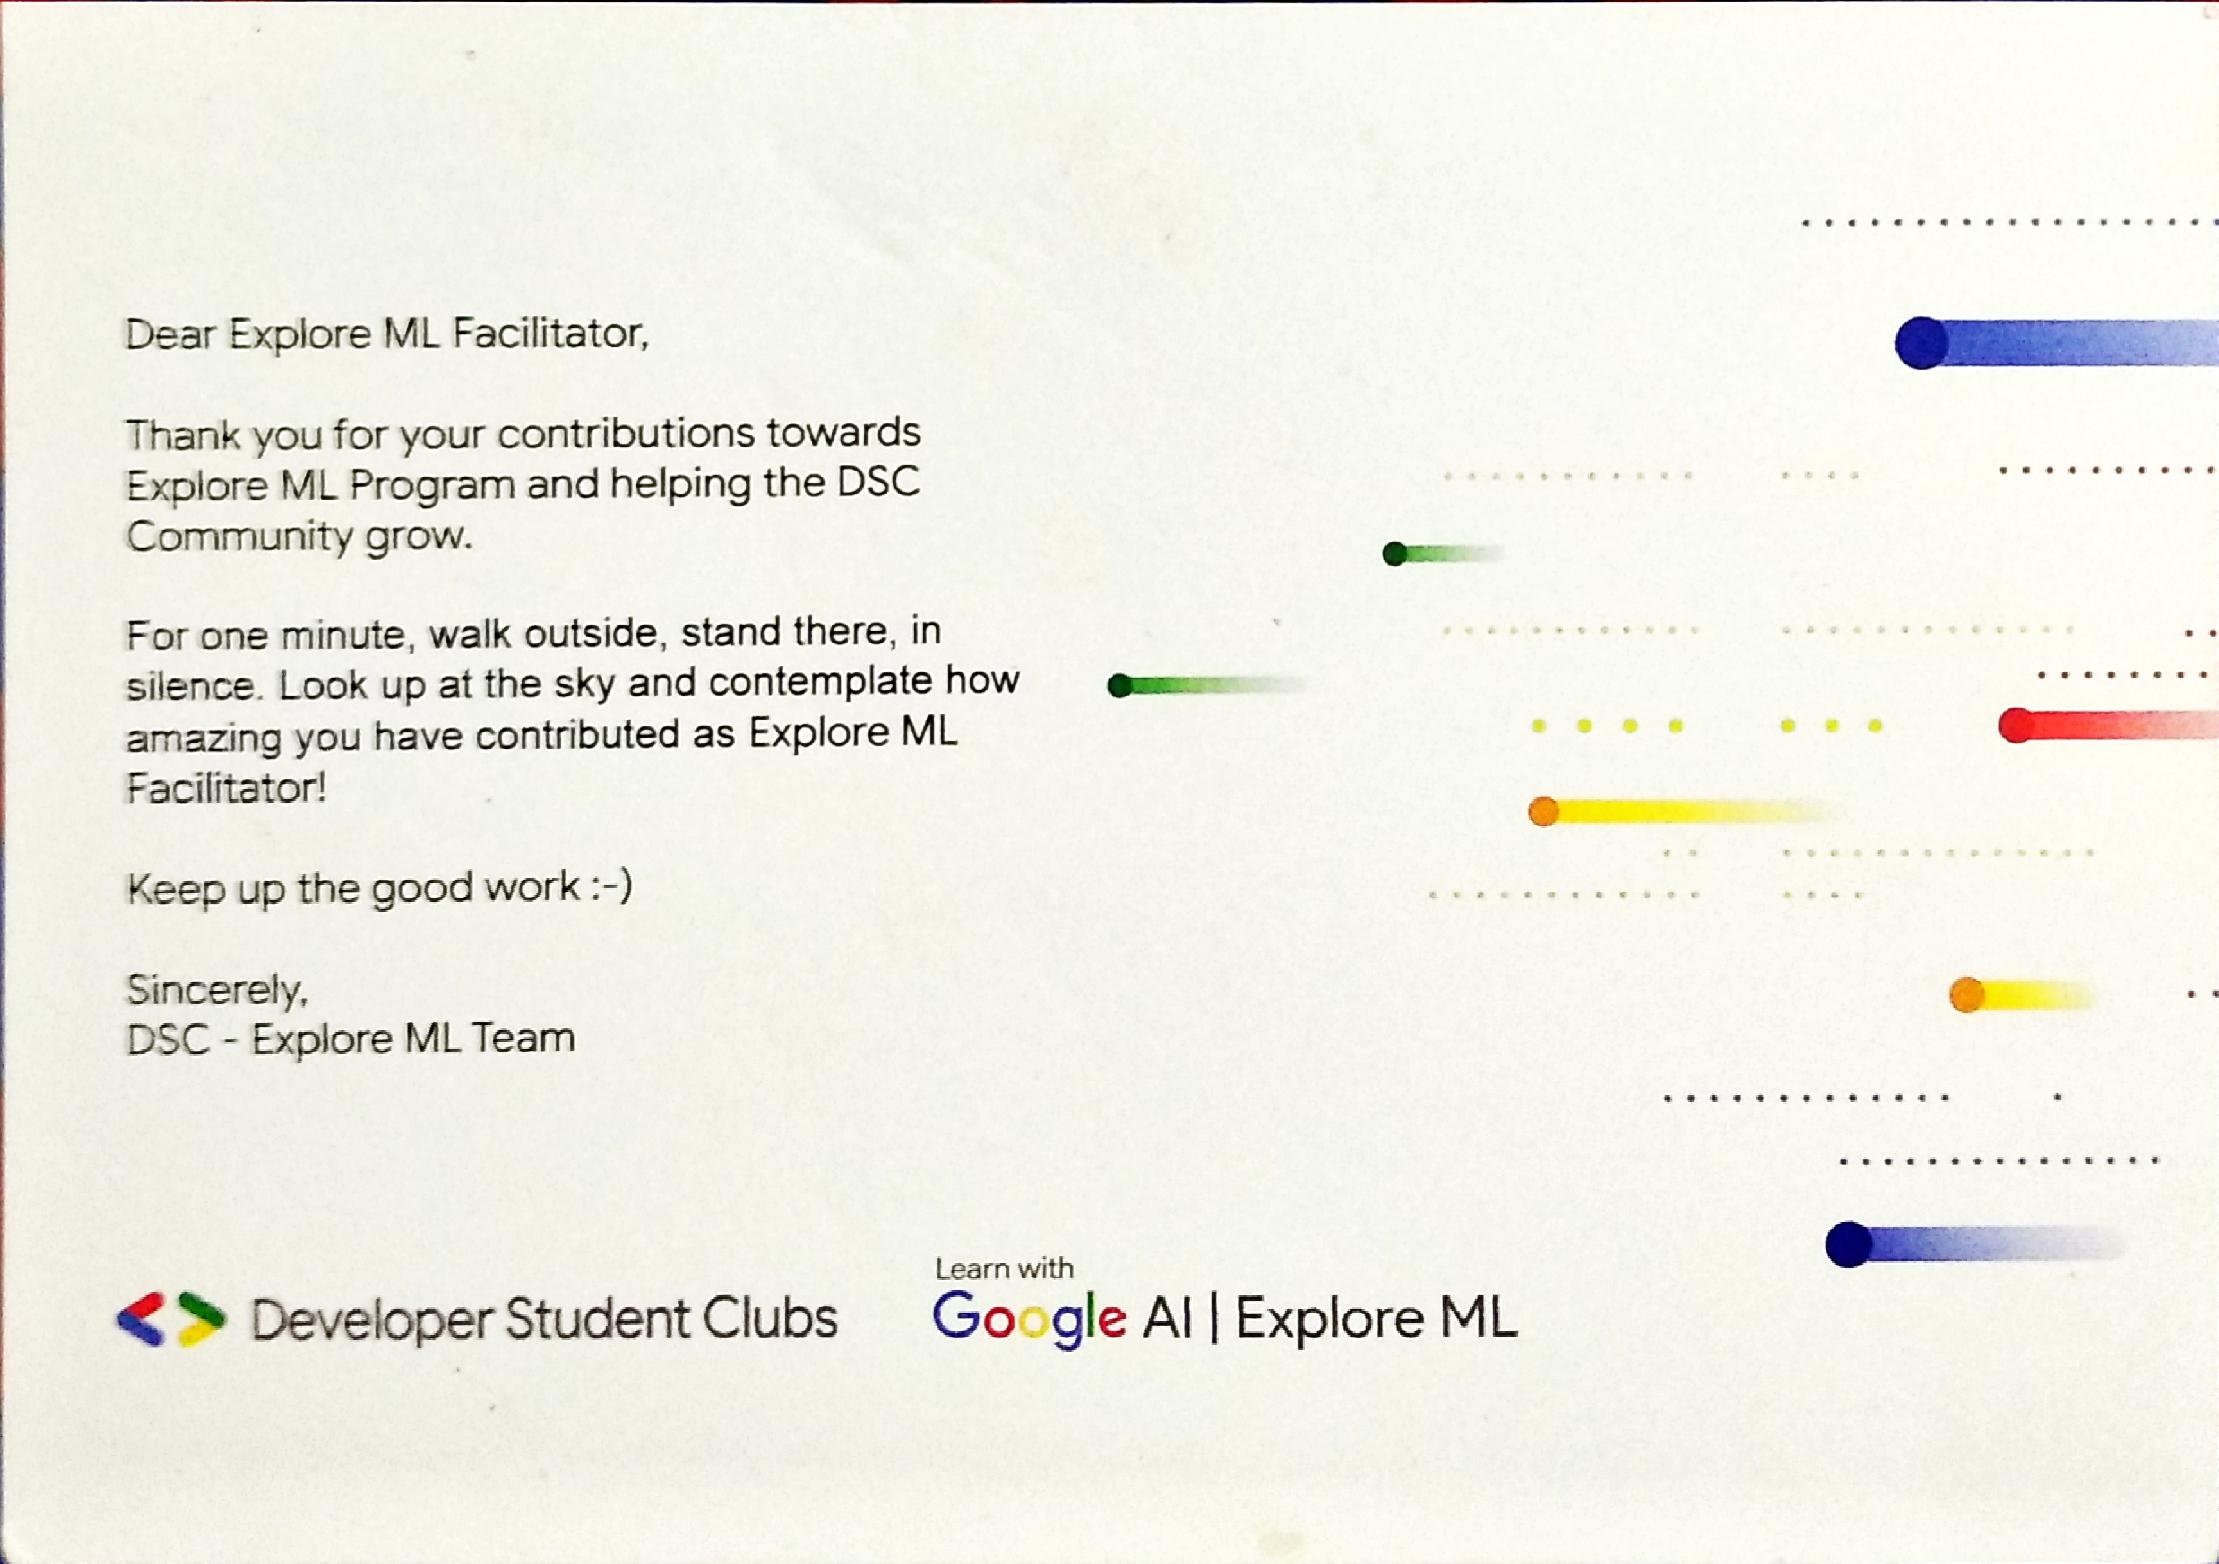 Dear Explore ML Facilitator,
Thank you for your contributions towards
Explore ML Program and helping the DSC
Community grow.
For one minute, walk outside, stand there, in
silence. Look up at the sky and contemplate how
amazing you have contributed as Explore ML
Facilitator!
Keep up the good work :-)
Sincerely,
DSC - Explore ML Team
Developer Student Clubs
Learn with
Google AI | Explore ML